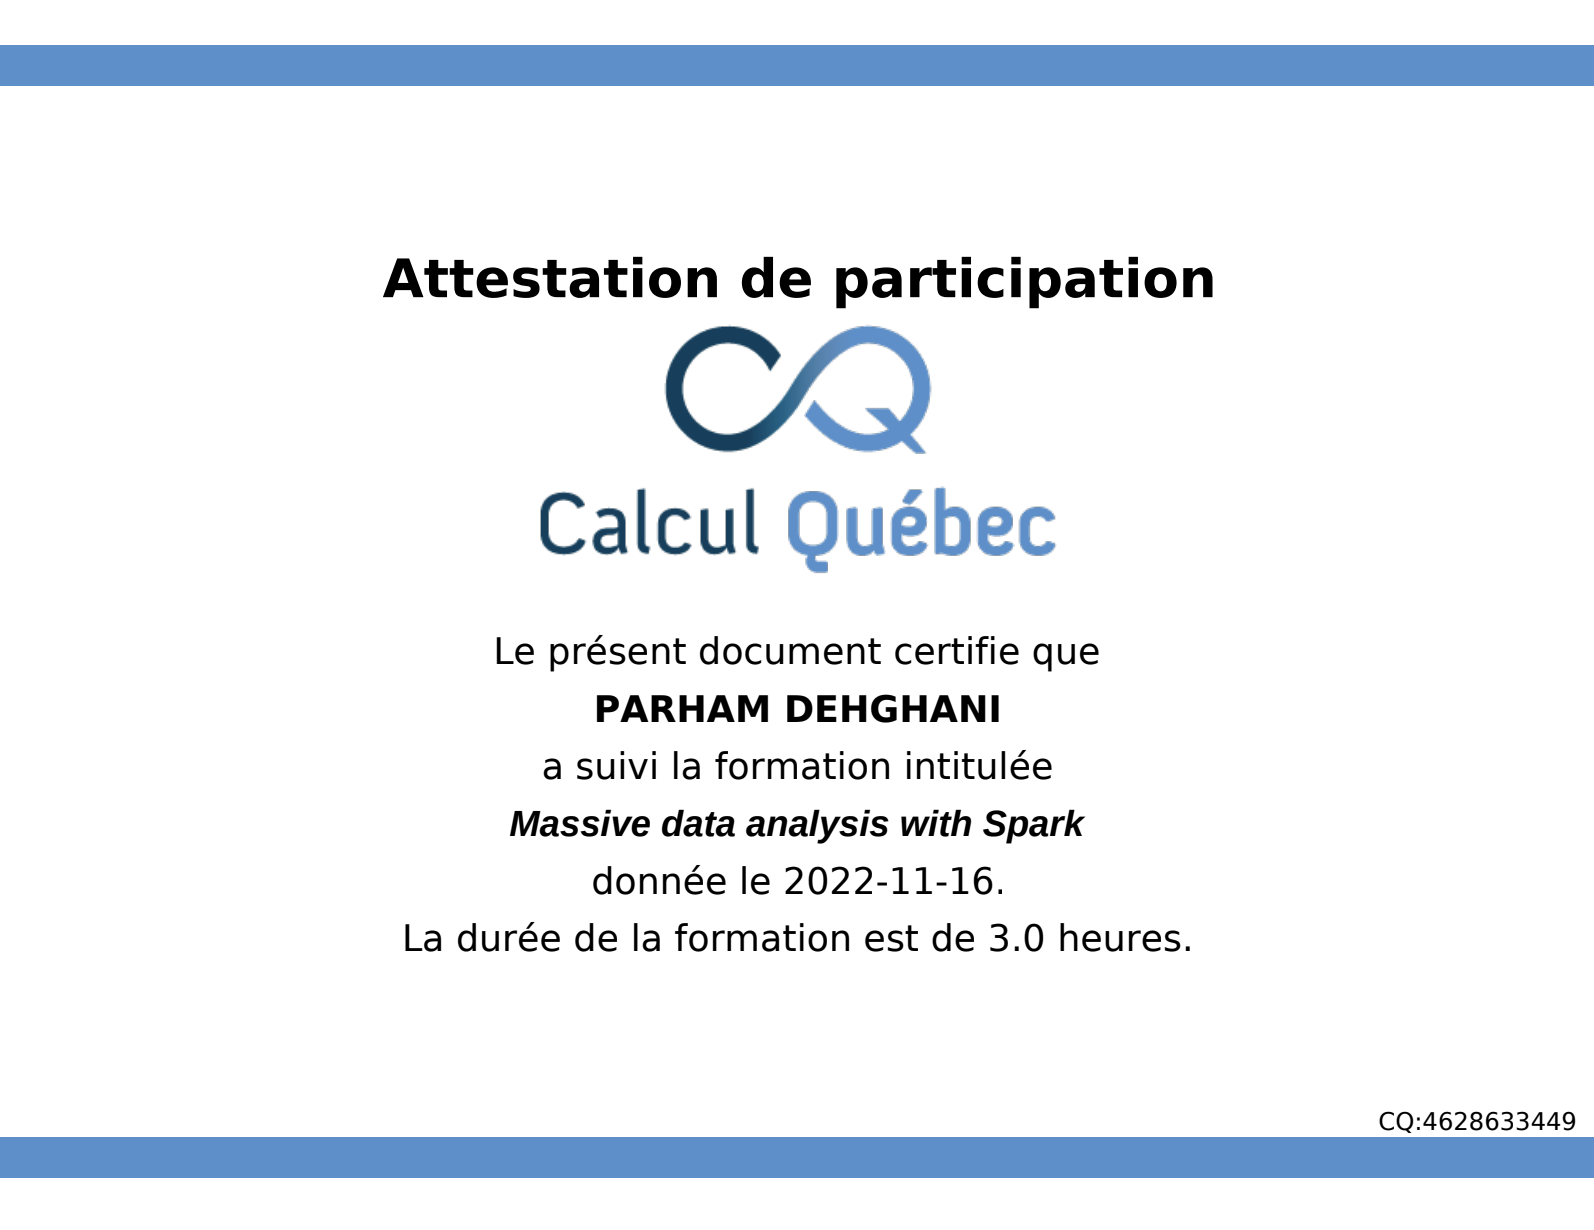 Attestation de participation
CQ
Calcul Québec
Le présent document certifie que
PARHAM DEHGHANI
a suivi la formation intitulée
Massive data analysis with Spark
donnée le 2022-11-16.
La durée de la formation est de 3.0 heures.
CQ:4628633449